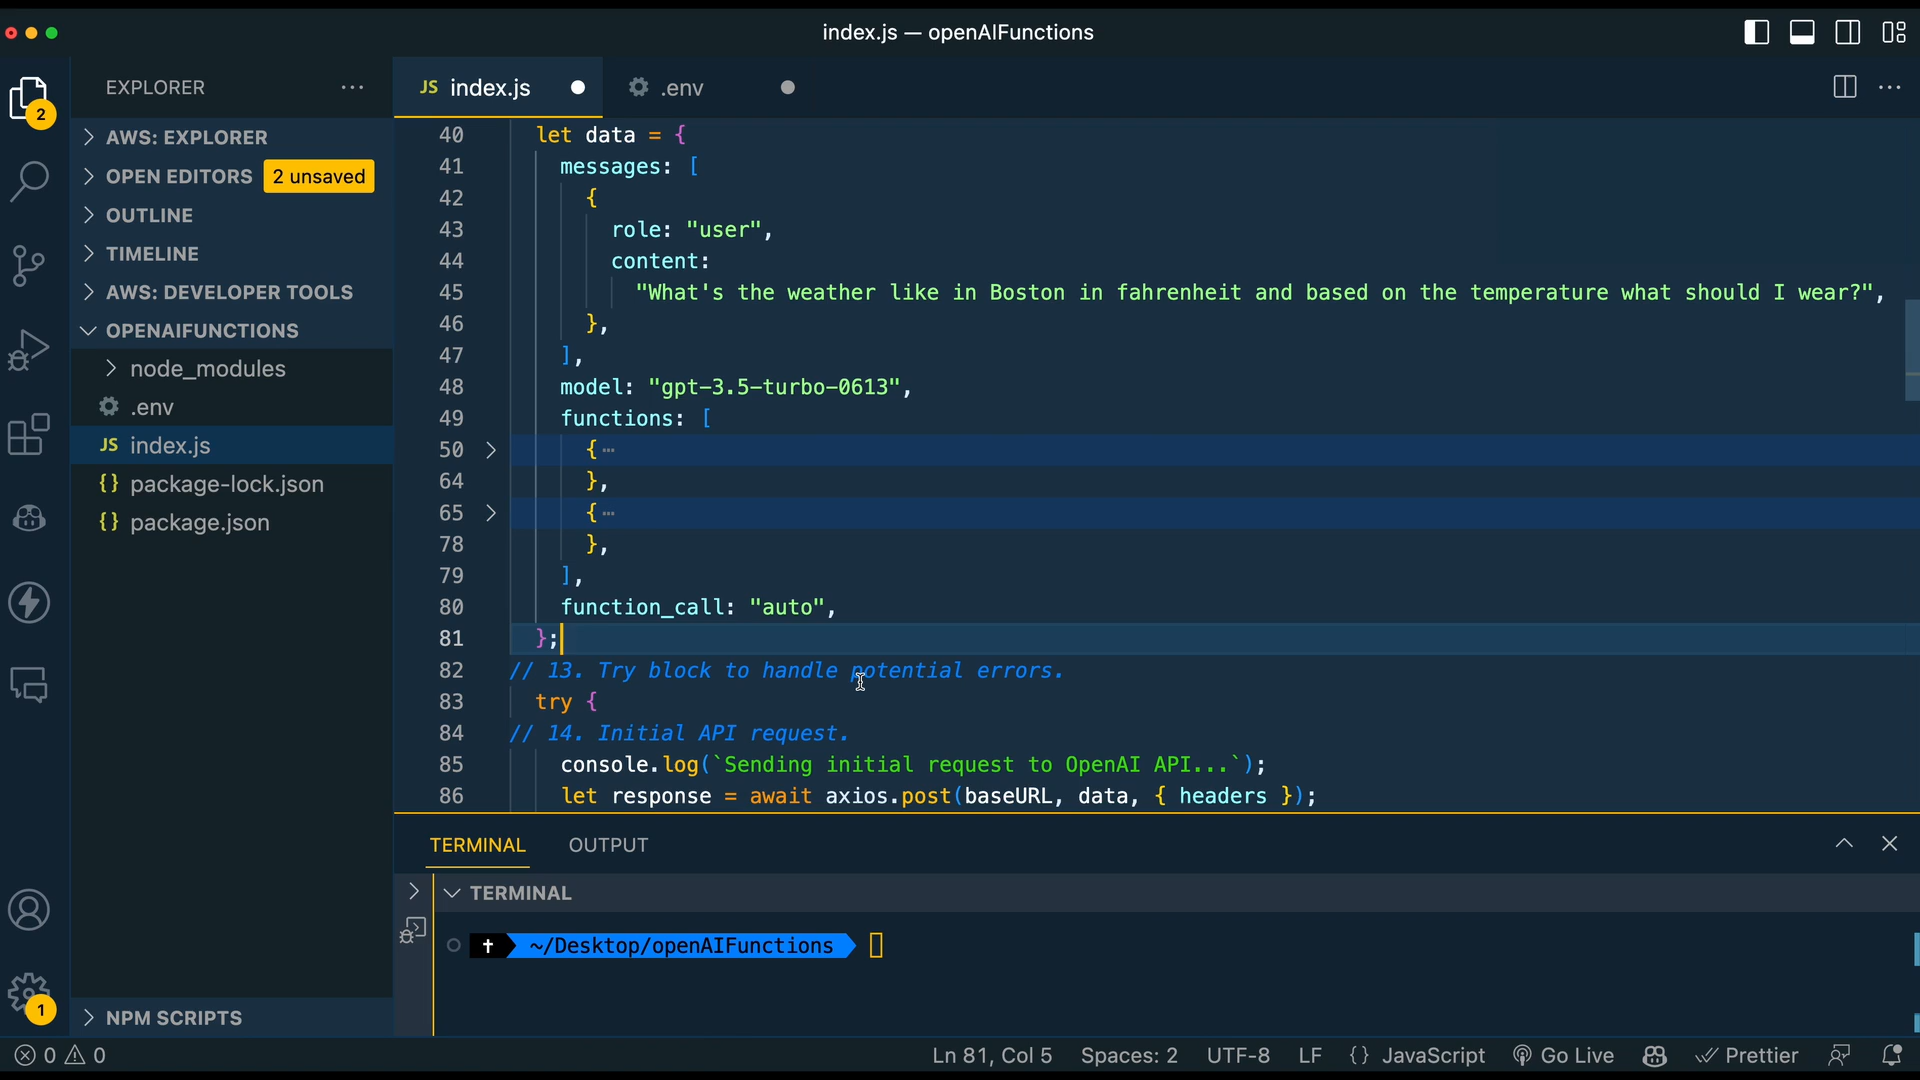 index.js — openAIFunctions
EXPLORER
2
AWS: EXPLORER
OPEN EDITORS 2 unsaved
OUTLINE
TIMELINE
AWS: DEVELOPER TOOLS
OPENAIFUNCTIONS
node_modules
.env
JS index.js
{} package-lock.json
{} package.json
NPM SCRIPTS
1
JS index.js
.env
40 let data = {
41 messages: [
42 {
43 role: "user",
44 content:
45 "What's the weather like in Boston in fahrenheit and based on the temperature what should I wear?",
46 },
47 ],
48 model: "gpt-3.5-turbo-0613",
49 functions: [
50 {…
64 },
65 {…
78 },
79 ],
80 function_call: "auto",
81 };
82 // 13. Try block to handle potential errors.
83 try {
84 // 14. Initial API request.
85 console.log(`Sending initial request to OpenAI API...`);
86 let response = await axios.post(baseURL, data, { headers });
TERMINAL OUTPUT
TERMINAL
~/Desktop/openAIFunctions
0 0
Ln 81, Col 5 Spaces: 2 UTF-8 LF {} JavaScript Go Live Prettier